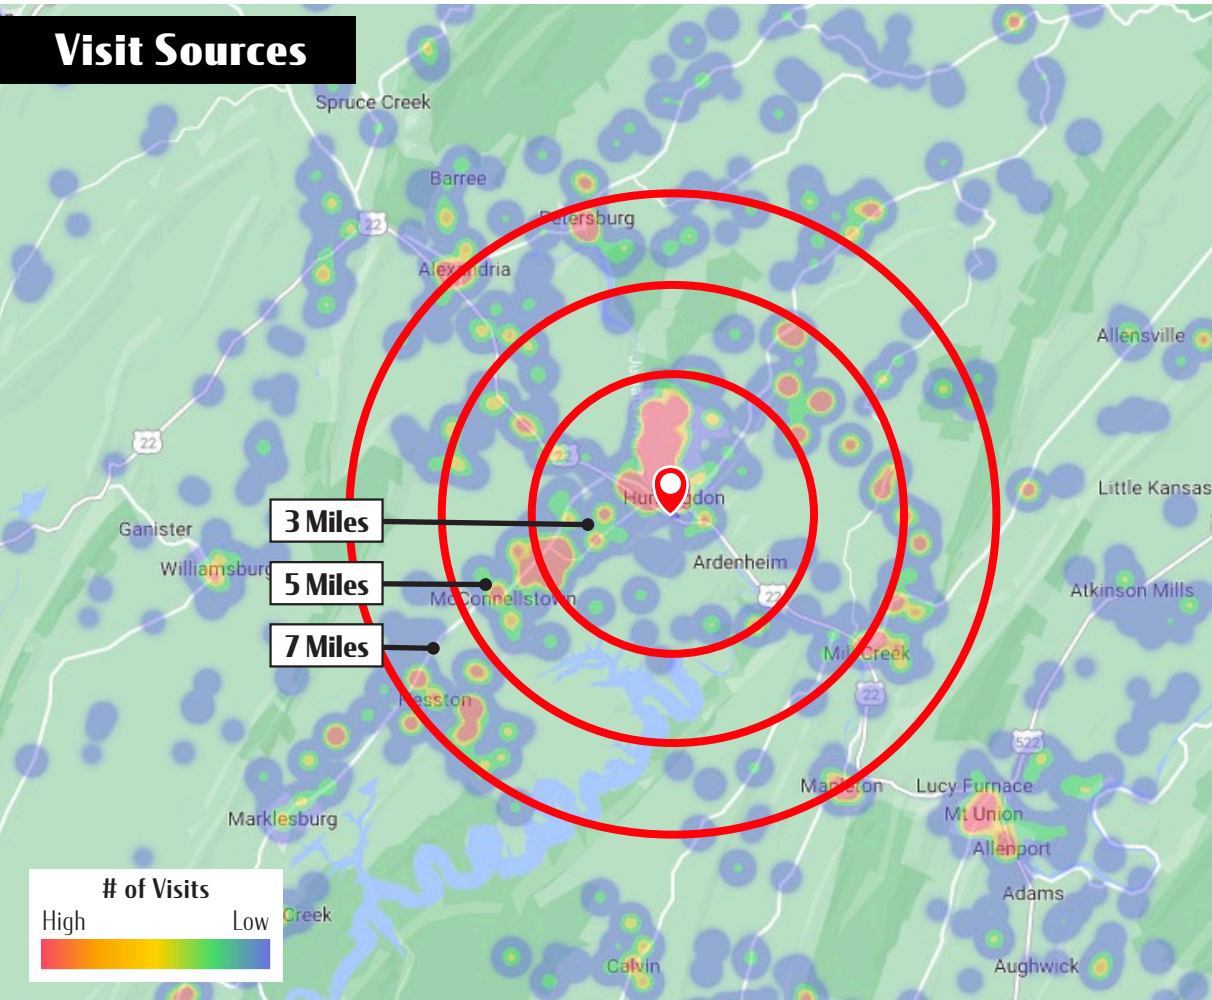 Visit Sources
Spruce Creek
Barree
Petersburg
22
Alexandria
Allensville
Juniata
22
22
Little Kansas
Huntingdon
3 Miles
Ganister
Williamsburg
Ardenheim
5 Miles
McConnellstown
22
Atkinson Mills
7 Miles
Mill Creek
Hesston
22
522
Mapleton
Lucy Furnace
Marklesburg
Mt Union
Allenport
# of Visits
Adams
High
Low
Creek
Calvin
Aughwick